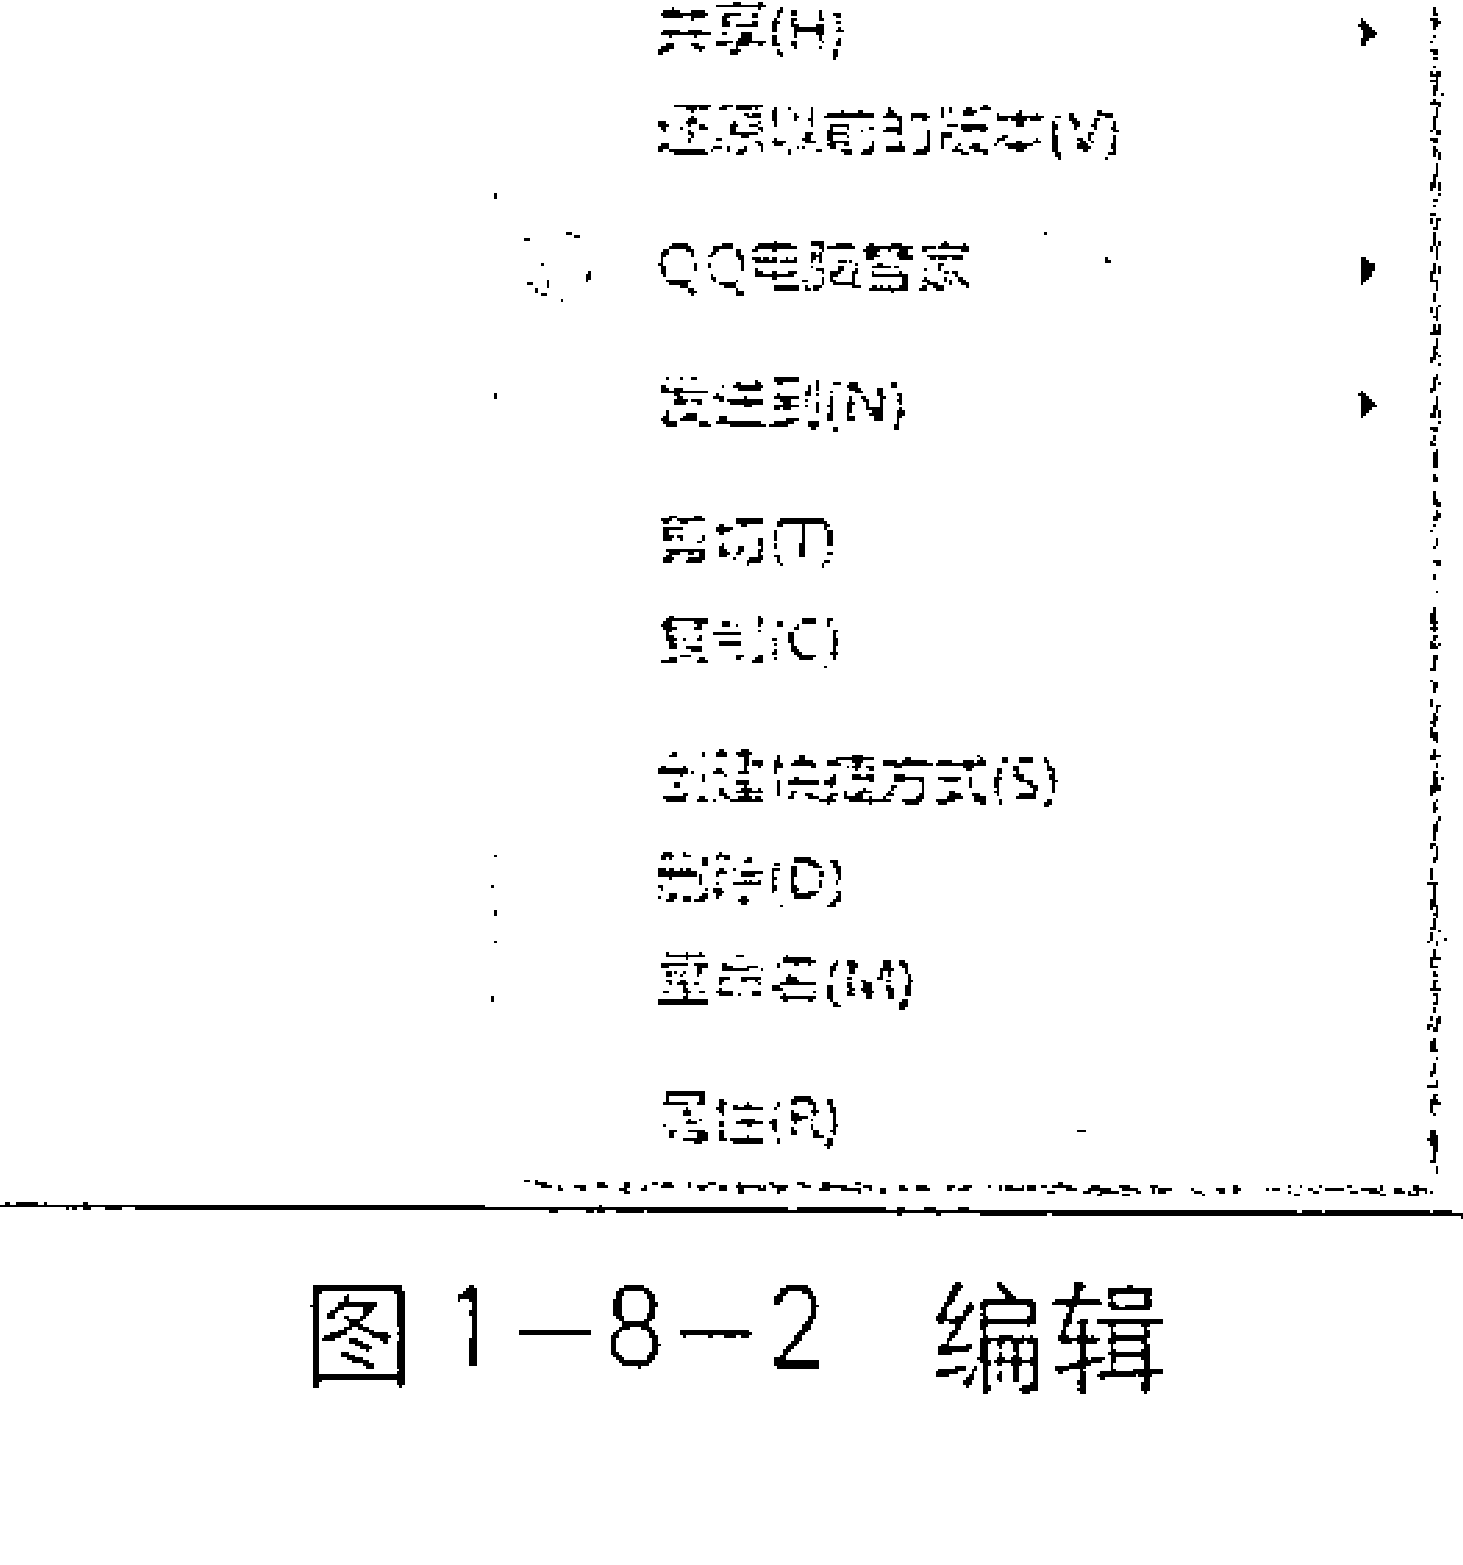 共享(H)
还原以前的版本(V)
QQ电脑管家
发送到(N)
剪切(T)
复制(C)
创建快捷方式(S)
删除(D)
重命名(M)
属性(R)
图1-8-2 编辑